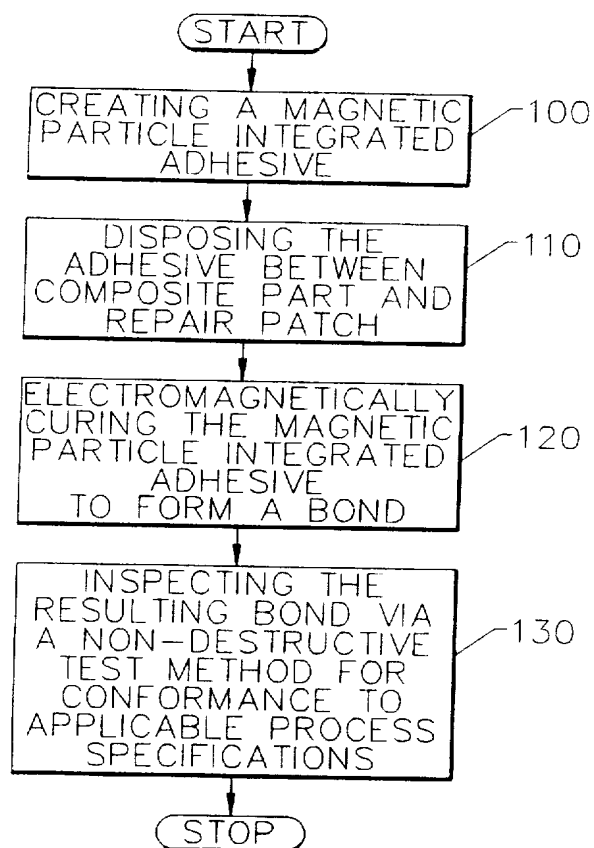 START
CREATING A MAGNETIC
PARTICLE INTEGRATED
ADHESIVE
100
DISPOSING THE
ADHESIVE BETWEEN
COMPOSITE PART AND
REPAIR PATCH
110
ELECTROMAGNETICALLY
CURING THE MAGNETIC
PARTICLE INTEGRATED
ADHESIVE
TO FORM A BOND
120
INSPECTING THE
RESULTING BOND VIA
A NON-DESTRUCTIVE
TEST METHOD FOR
CONFORMANCE TO
APPLICABLE PROCESS
SPECIFICATIONS
130
STOP